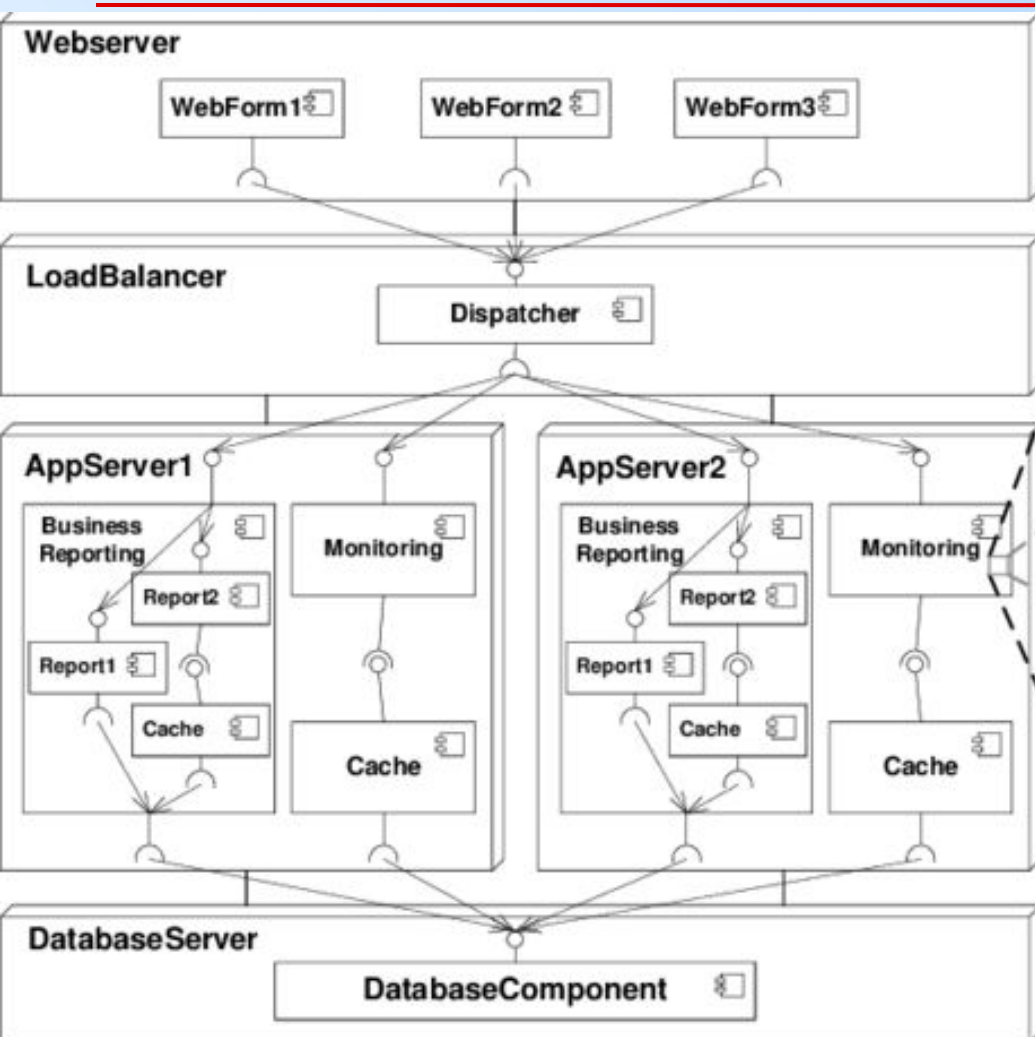 Webserver
WebForm1
WebForm2
WebForm3
LoadBalancer
Dispatcher
AppServer1
Business
Reporting
Report2
Report1
Cache
Monitoring
Cache
AppServer2
Business
Reporting
Report2
Report1
Cache
Monitoring
Cache
DatabaseServer
DatabaseComponent